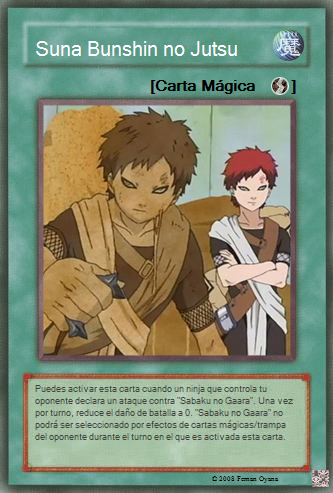 Suna Bunshin no Jutsu
魔
[Carta Mágica ]
Puedes activar esta carta cuando un ninja que controla tu
oponente declara un ataque contra "Sabaku no Gaara". Una vez
por turno, reduce el daño de batalla a 0. "Sabaku no Gaara" no
podrá ser seleccionado por efectos de cartas mágicas/trampa
del oponente durante el turno en el que es activada esta carta.
©2008 Ferran Oyana